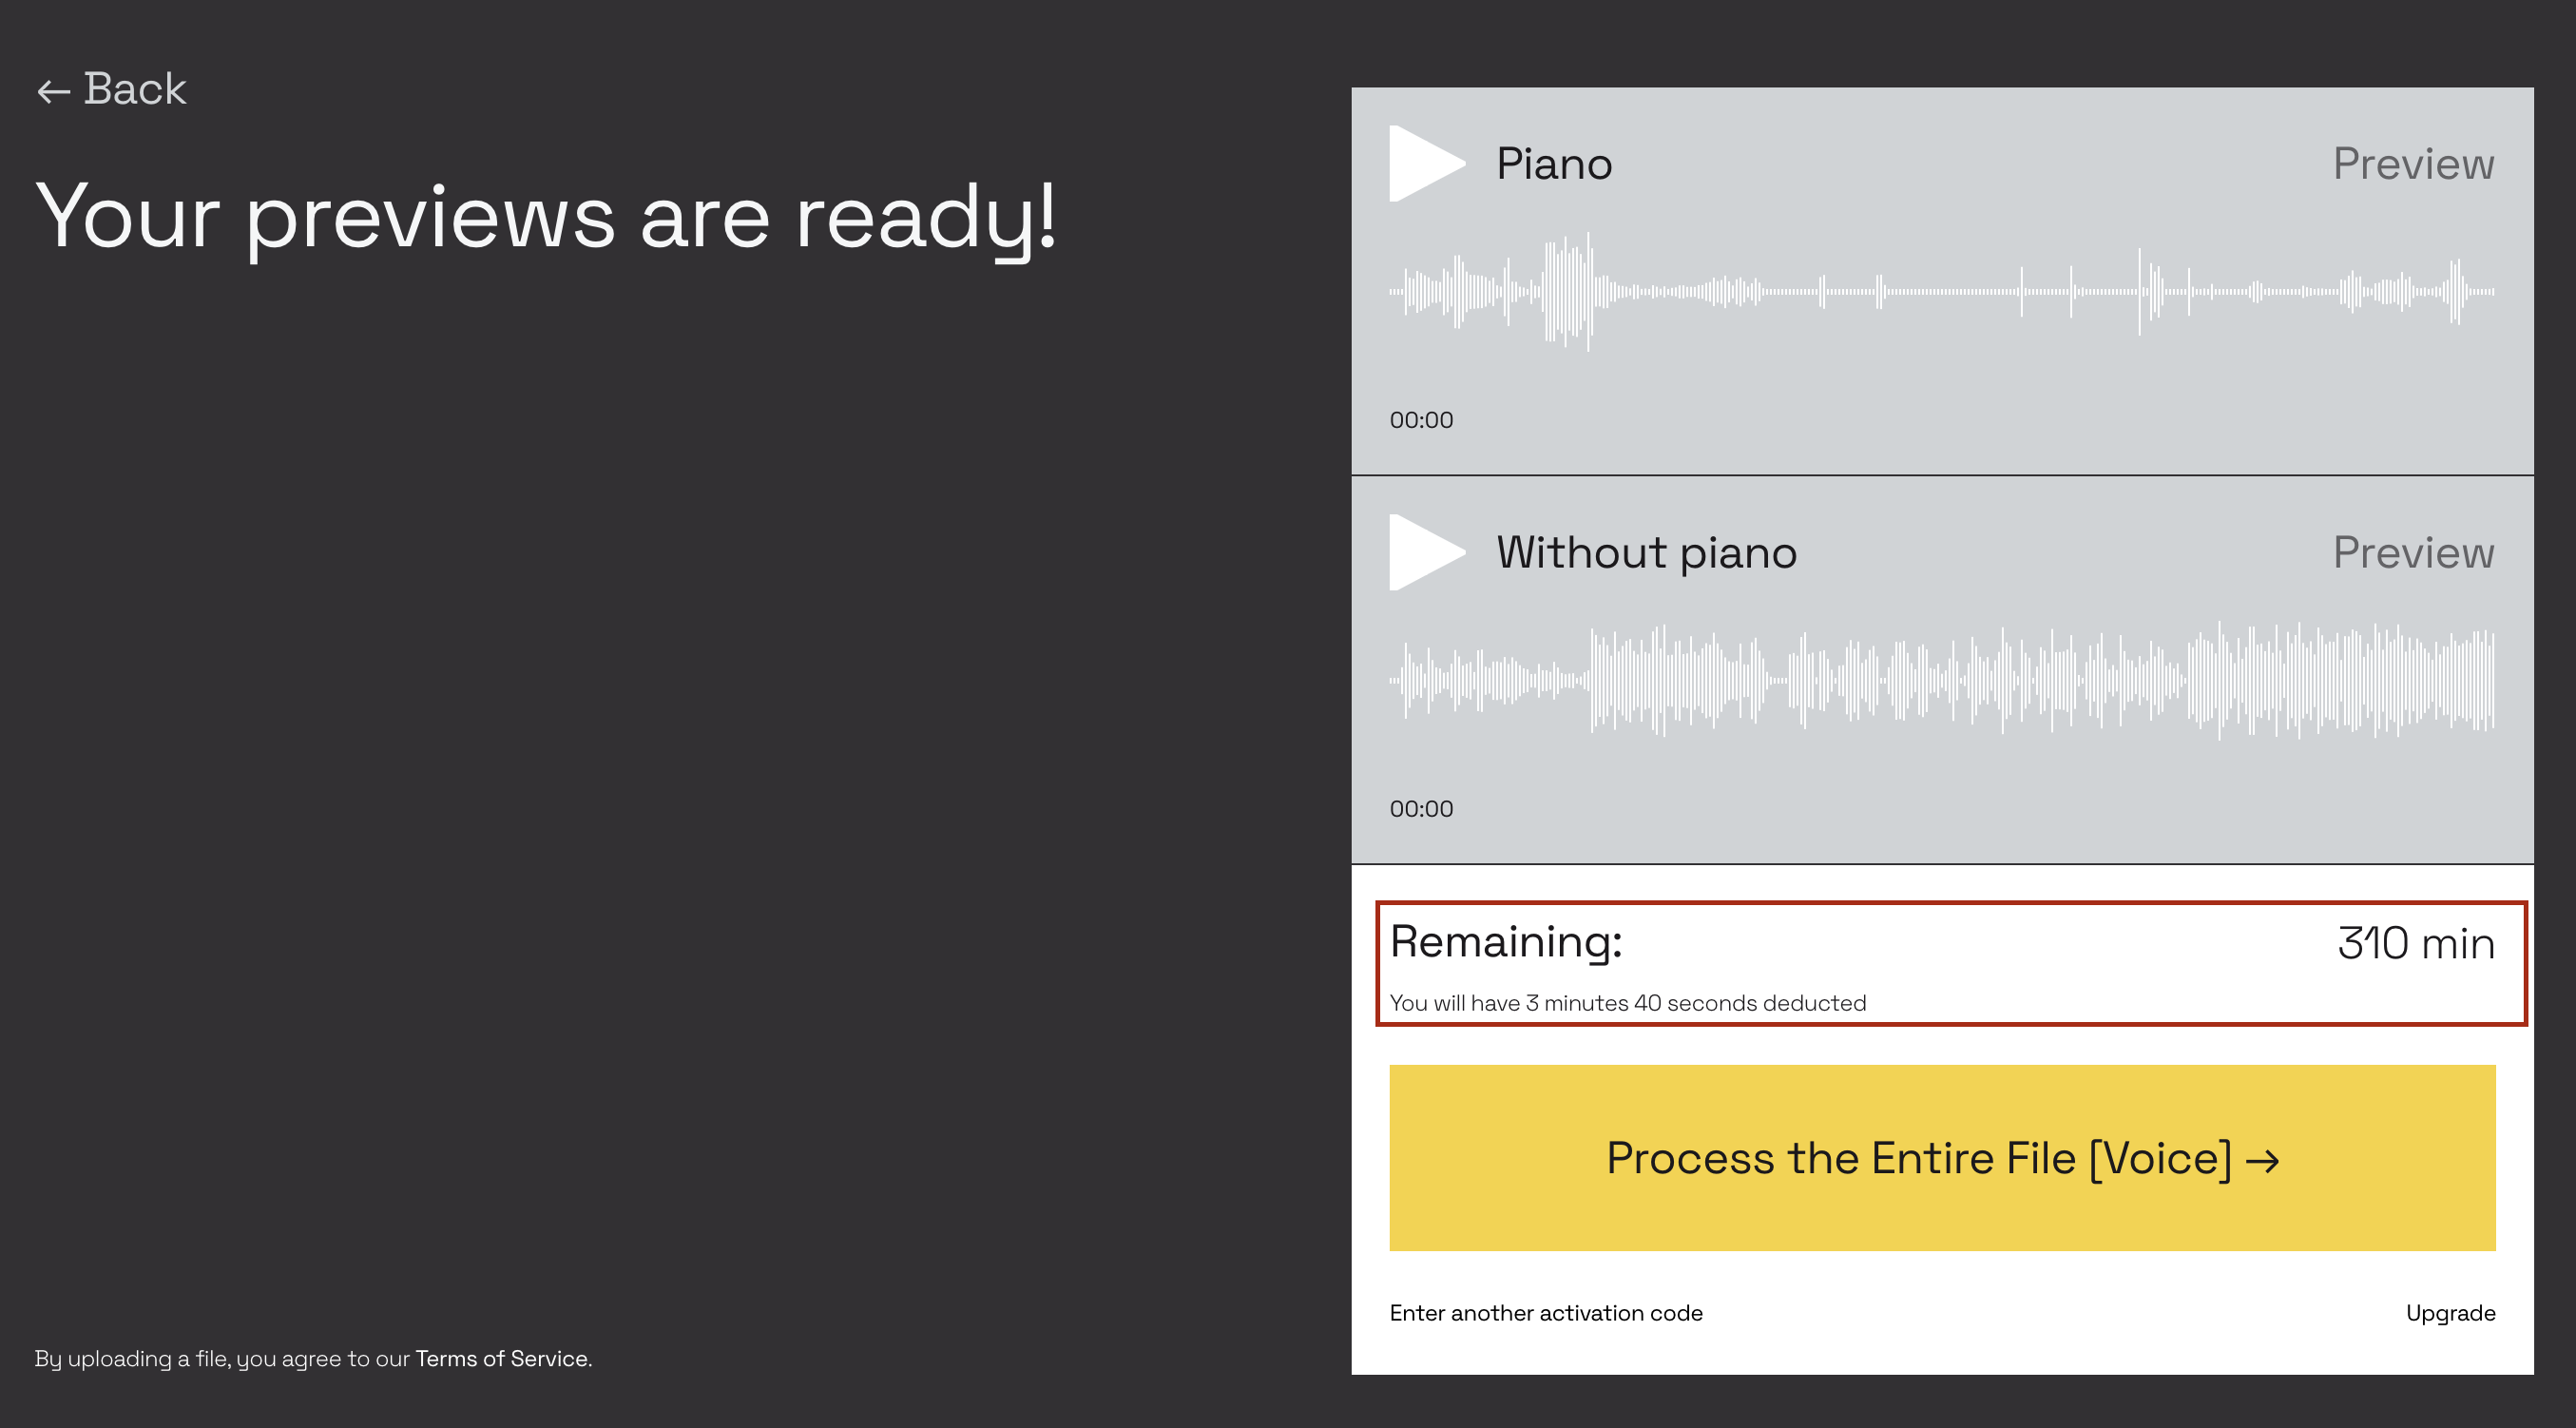 ← Back
Your previews are ready!
Piano
Preview
00:00
Without piano
Preview
00:00
Remaining:
310 min
You will have 3 minutes 40 seconds deducted
Process the Entire File [Voice] →
Enter another activation code
Upgrade
By uploading a file, you agree to our Terms of Service.